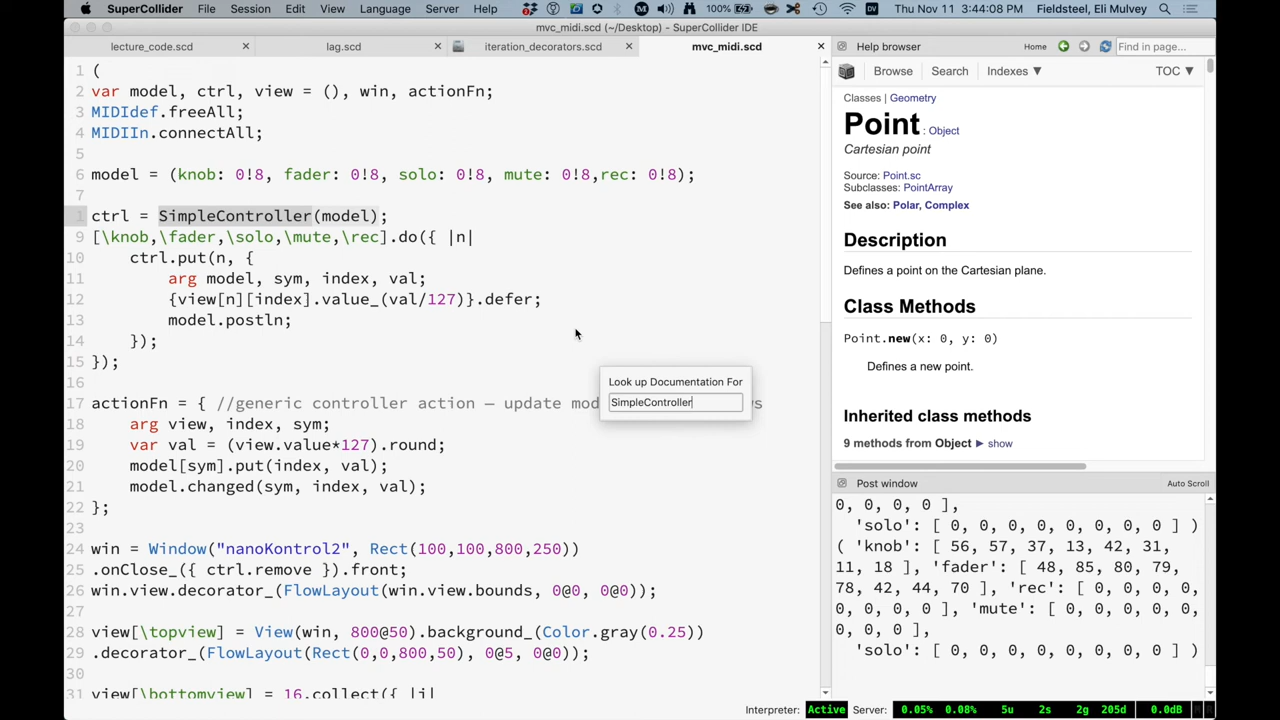 SuperCollider File Session Edit View Language Server Help 100% Thu Nov 11 3:44:08 PM Fieldsteel, Eli Mulvey
mvc_midi.scd (~/Desktop) - SuperCollider IDE
lecture_code.scd lag.scd iteration_decorators.scd mvc_midi.scd
1 (
2 var model, ctrl, view = (), win, actionFn;
3 MIDIdef.freeAll;
4 MIDIIn.connectAll;
5
6 model = (knob: 0!8, fader: 0!8, solo: 0!8, mute: 0!8,rec: 0!8);
7
1 ctrl = SimpleController(model);
9 [\knob,\fader,\solo,\mute,\rec].do({ |n|
10 ctrl.put(n, {
11 arg model, sym, index, val;
12 {view[n][index].value_(val/127)}.defer;
13 model.postln;
14 });
15 });
16
17 actionFn = { //generic controller action — update mod s
18 arg view, index, sym;
19 var val = (view.value*127).round;
20 model[sym].put(index, val);
21 model.changed(sym, index, val);
22 };
23
24 win = Window("nanoKontrol2", Rect(100,100,800,250))
25 .onClose_({ ctrl.remove }).front;
26 win.view.decorator_(FlowLayout(win.view.bounds, 0@0, 0@0));
27
28 view[\topview] = View(win, 800@50).background_(Color.gray(0.25))
29 .decorator_(FlowLayout(Rect(0,0,800,50), 0@5, 0@0));
30
31 view[\bottomview] = 16.collect({ |i|
Look up Documentation For
SimpleController
Help browser Home Find in page...
Browse Search Indexes ▼ TOC ▼
Classes | Geometry
Point : Object
Cartesian point
Source: Point.sc
Subclasses: PointArray
See also: Polar, Complex
Description
Defines a point on the Cartesian plane.
Class Methods
Point.new(x: 0, y: 0)
Defines a new point.
Inherited class methods
9 methods from Object ▶ show
Post window Auto Scroll
0, 0, 0, 0 ],
'solo': [ 0, 0, 0, 0, 0, 0, 0, 0 ] )
( 'knob': [ 56, 57, 37, 13, 42, 31,
11, 18 ], 'fader': [ 48, 85, 80, 79,
78, 42, 44, 70 ], 'rec': [ 0, 0, 0, 0,
0, 0, 0, 0 ], 'mute': [ 0, 0, 0, 0, 0,
0, 0, 0 ],
'solo': [ 0, 0, 0, 0, 0, 0, 0, 0 ] )
Interpreter: Active Server: 0.05% 0.08% 5u 2s 2g 205d 0.0dB M R